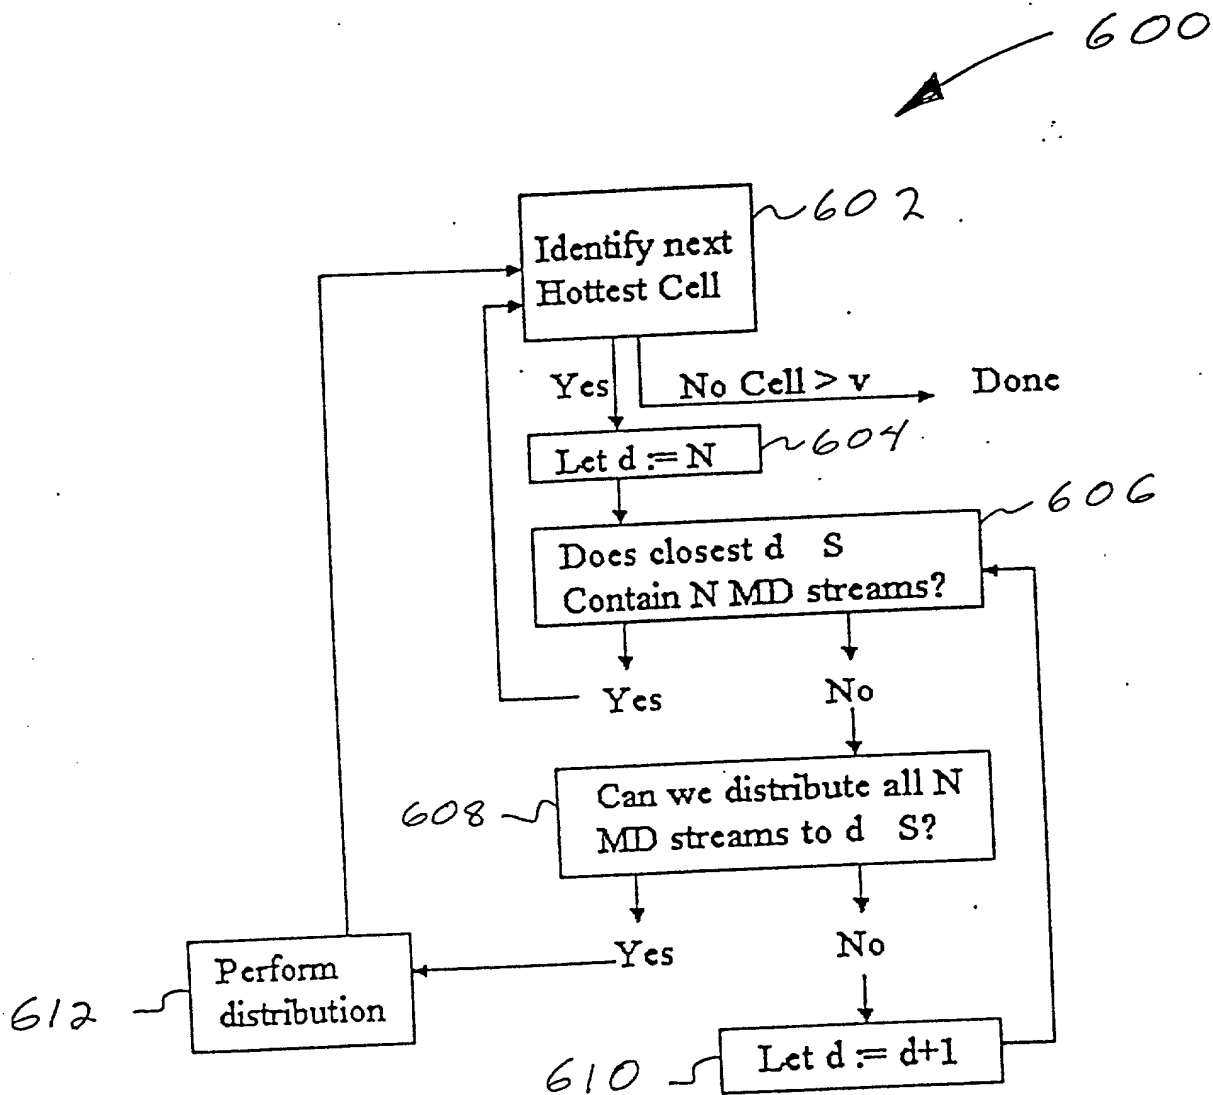 600
602
Identify next
Hottest Cell
Yes
No Cell > v
Done
604
Let d := N
606
Does closest d S
Contain N MD streams?
Yes
No
608
Can we distribute all N
MD streams to d S?
Yes
No
Perform
distribution
612
Let d := d+1
610